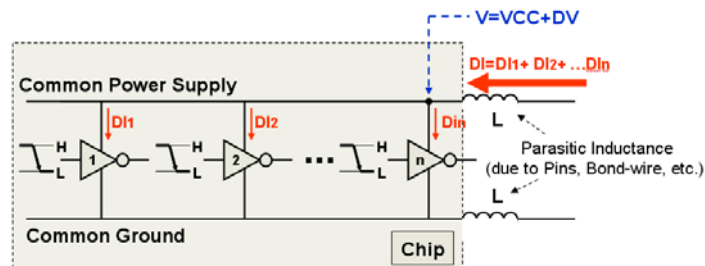 V=VCC+DV
DI=DI1+ DI2+ ...DIn
Common Power Supply
DI1
DI2
Din
L
H
L
1
H
L
2
H
L
n
Parasitic Inductance
(due to Pins, Bond-wire, etc.)
L
Common Ground
Chip